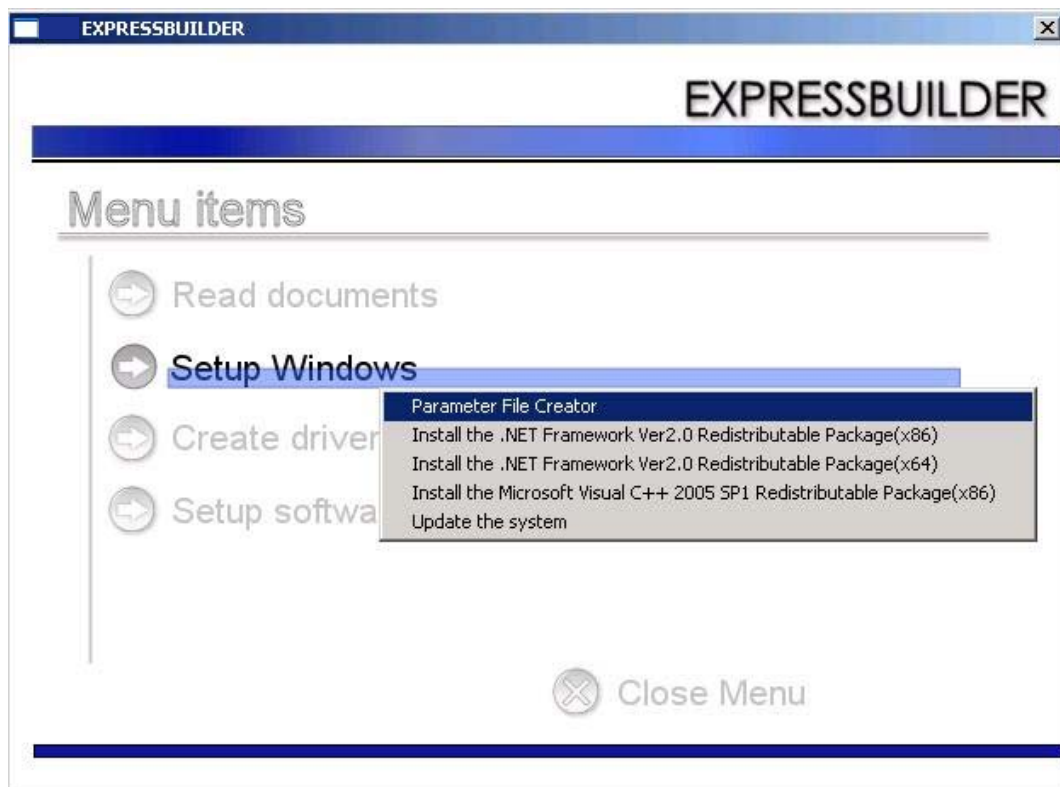 EXPRESSBUILDER
EXPRESSBUILDER
Menu items
Read documents
Setup Windows
Parameter File Creator
Create driver
Install the .NET Framework Ver2.0 Redistributable Package(x86)
Install the .NET Framework Ver2.0 Redistributable Package(x64)
Install the Microsoft Visual C++ 2005 SP1 Redistributable Package(x86)
Setup softwa
Update the system
Close Menu